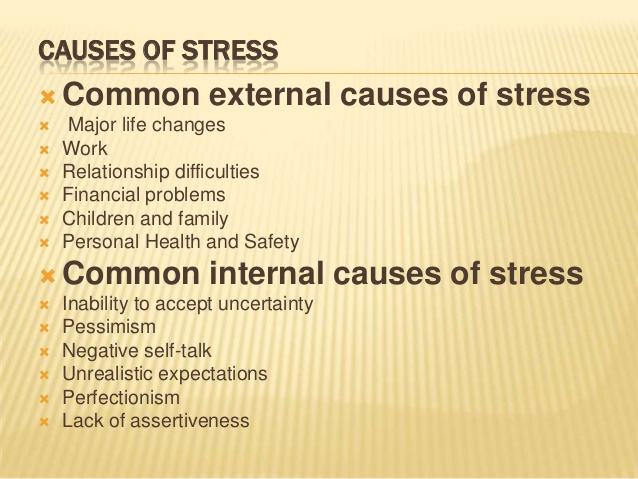 CAUSES OF STRESS
Common external causes of stress
Major life changes
Work
Relationship difficulties
Financial problems
Children and family
Personal Health and Safety
Common internal causes of stress
Inability to accept uncertainty
Pessimism
Negative self-talk
Unrealistic expectations
Perfectionism
Lack of assertiveness